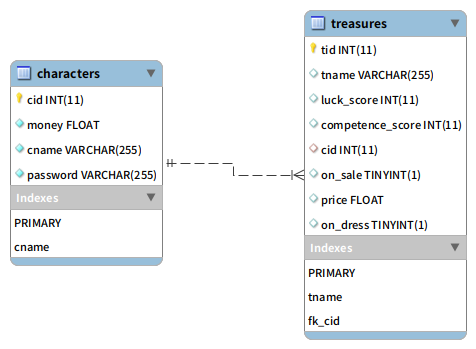 characters
cid INT(11)
money FLOAT
cname VARCHAR(255)
password VARCHAR(255)
Indexes
PRIMARY
cname
treasures
tid INT(11)
tname VARCHAR(255)
luck_score INT(11)
competence_score INT(11)
cid INT(11)
on_sale TINYINT(1)
price FLOAT
on_dress TINYINT(1)
Indexes
PRIMARY
tname
fk_cid